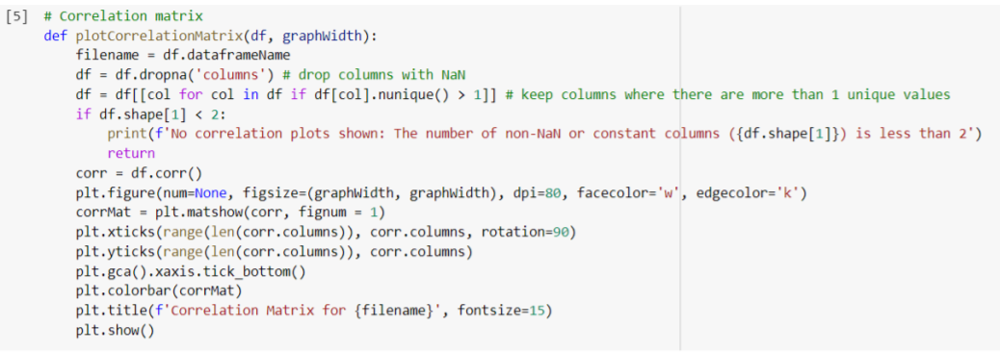 [5] # Correlation matrix
def plotCorrelationMatrix(df, graphWidth):
    filename = df.dataframeName
    df = df.dropna('columns') # drop columns with NaN
    df = df[[col for col in df if df[col].nunique() > 1]] # keep columns where there are more than 1 unique values
    if df.shape[1] < 2:
        print(f'No correlation plots shown: The number of non-NaN or constant columns ({df.shape[1]}) is less than 2')
        return
    corr = df.corr()
    plt.figure(num=None, figsize=(graphWidth, graphWidth), dpi=80, facecolor='w', edgecolor='k')
    corrMat = plt.matshow(corr, fignum = 1)
    plt.xticks(range(len(corr.columns)), corr.columns, rotation=90)
    plt.yticks(range(len(corr.columns)), corr.columns)
    plt.gca().xaxis.tick_bottom()
    plt.colorbar(corrMat)
    plt.title(f'Correlation Matrix for {filename}', fontsize=15)
    plt.show()